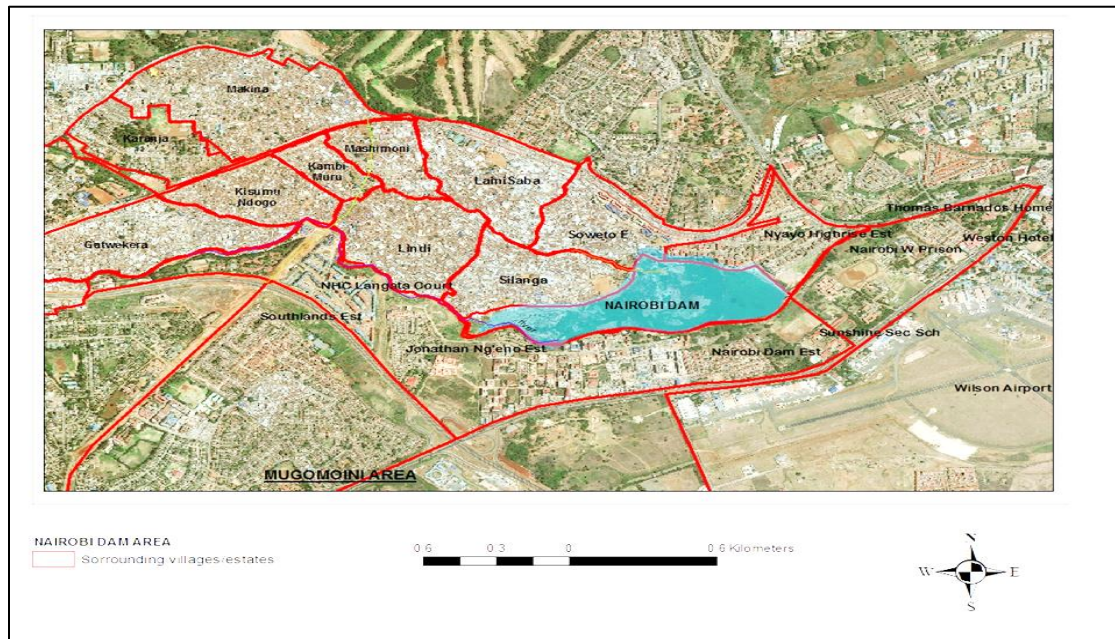 Makina
Karanja
Mashimoni
Kambi
Muru
Laini Saba
Kisumu
Ndogo
Gatwekera
Lindi
Soweto E
Silanga
Thomas Barnados Home
Nyayo Highrise Est
Weston Hotel
Nairobi W Prison
NHC Langata Court
NAIROBI DAM
Southlands Est
Jonathan Ng'eno Est
Sunshine Sec Sch
Nairobi Dam Est
Wilson Airport
MUGOMOINI AREA
NAIROBI DAM AREA
Sorrounding villages/estates
0.6 0.3 0 0.6 Kilometers
N
W E
S